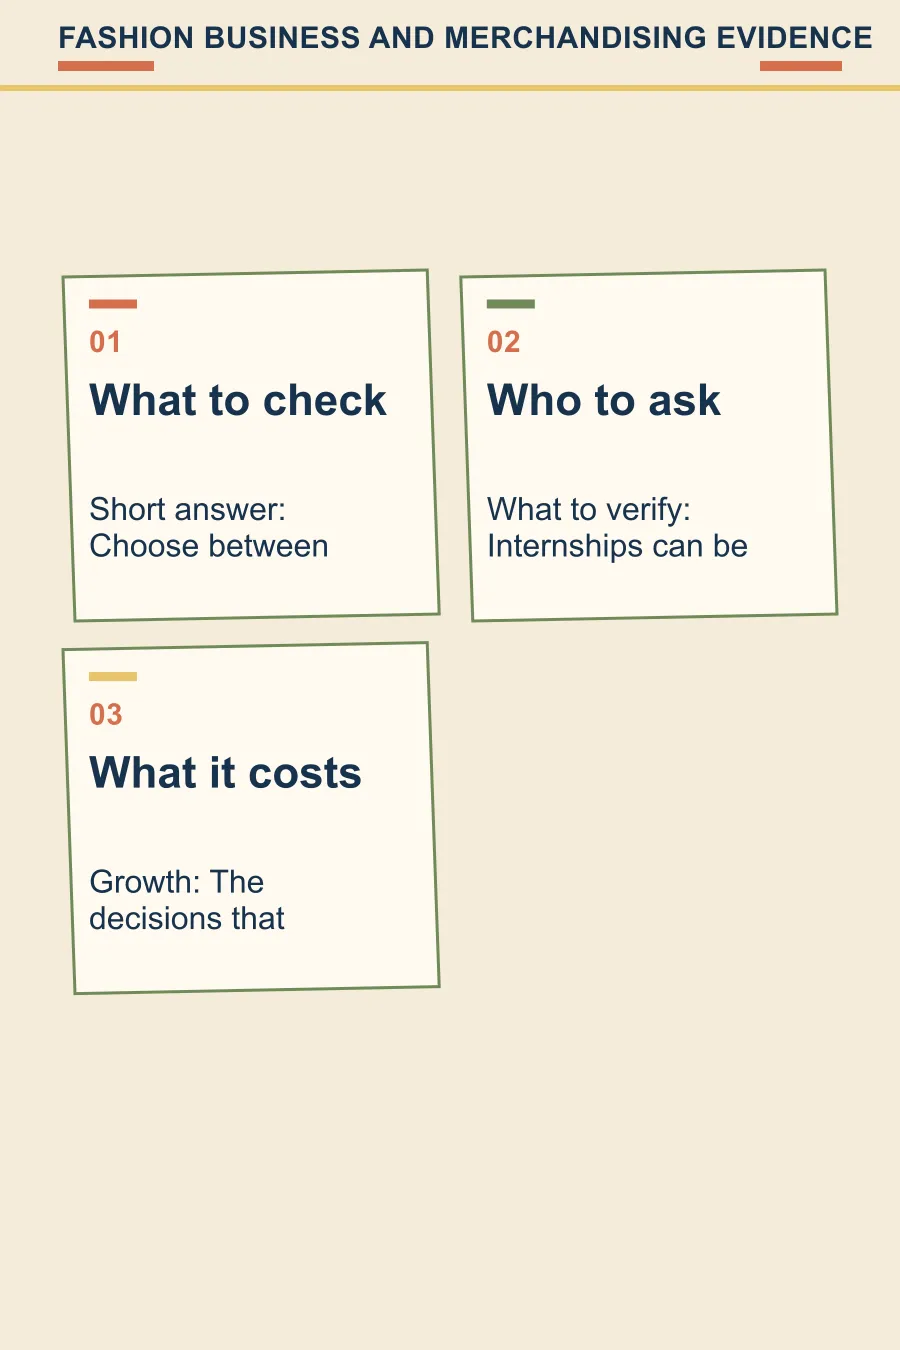 FASHION BUSINESS AND MERCHANDISING EVIDENCE
01
What to check
Short answer:
Choose between
02
Who to ask
What to verify:
Internships can be
03
What it costs
Growth: The
decisions that